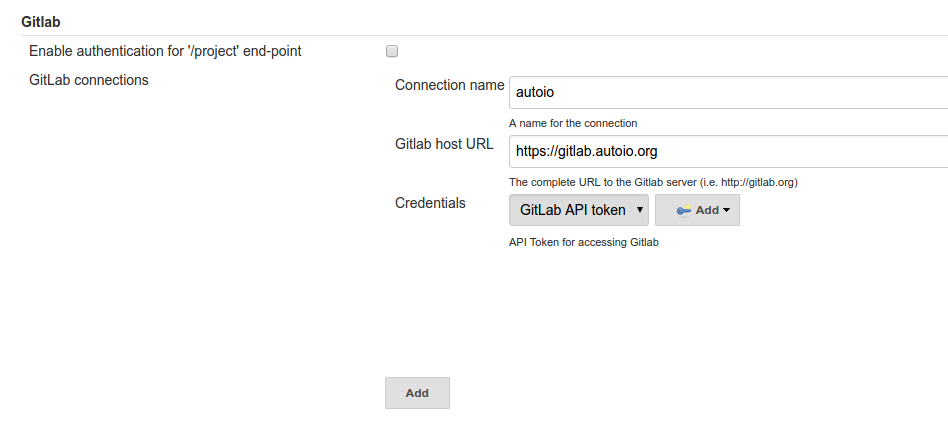 Gitlab
Enable authentication for '/project' end-point
GitLab connections
Connection name
autoio
A name for the connection
Gitlab host URL
https://gitlab.autoio.org
The complete URL to the Gitlab server (i.e. http://gitlab.org)
Credentials
GitLab API token
Add
API Token for accessing Gitlab
Add